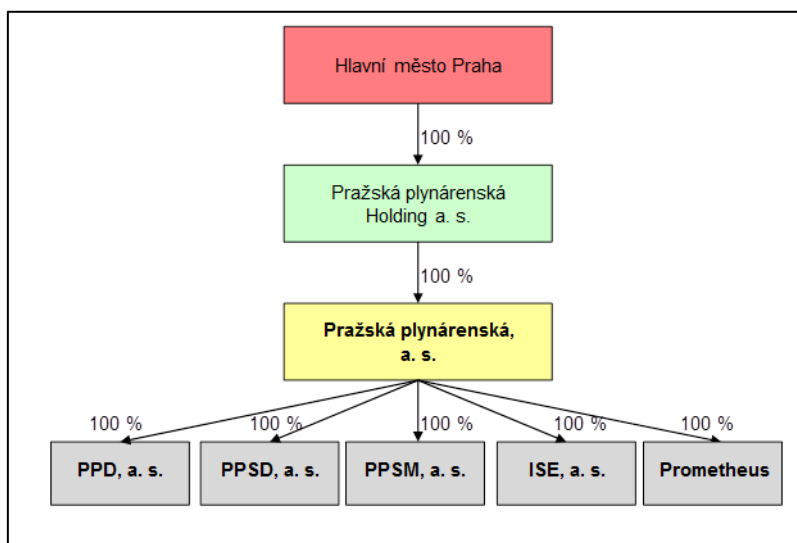 Hlavní město Praha
100 %
Pražská plynárenská
Holding a. s.
100 %
Pražská plynárenská,
a. s.
100 % 100 % 100 % 100 % 100 %
PPD, a. s. PPSD, a. s. PPSM, a. s. ISE, a. s. Prometheus